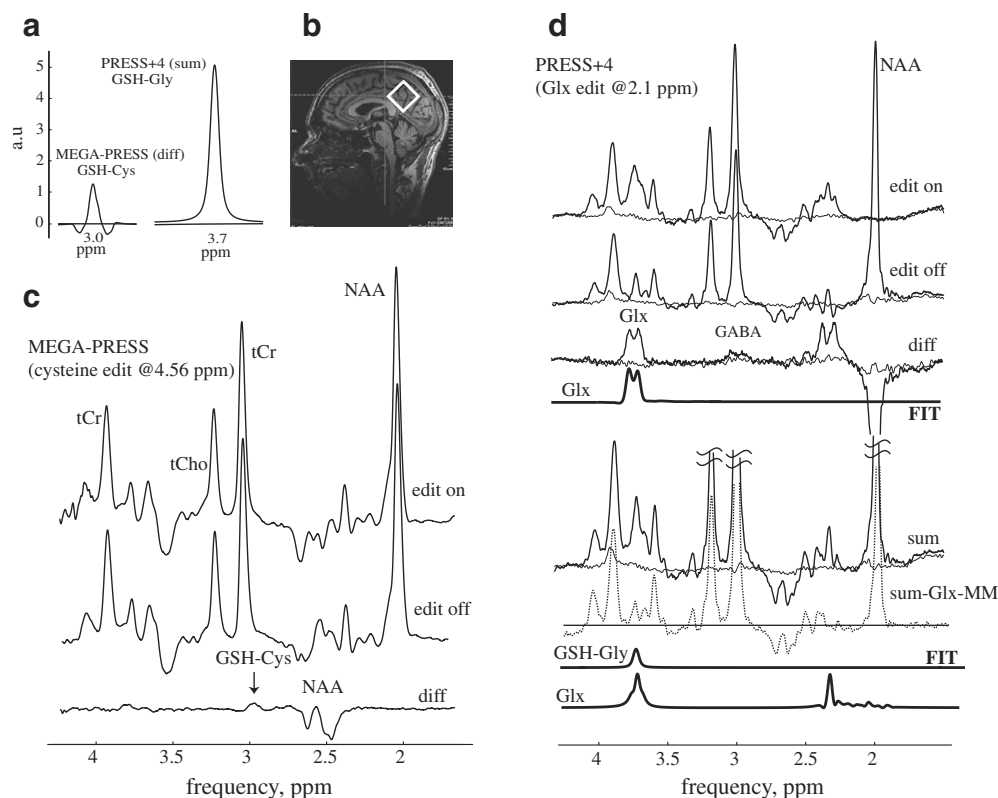 a
5
4
3
2
1
0
a.u
PRESS+4 (sum)
GSH-Gly
MEGA-PRESS (diff)
GSH-Cys
3.0
ppm
3.7
ppm
b
c
MEGA-PRESS
(cysteine edit @4.56 ppm)
NAA
tCr
tCr
tCho
edit on
edit off
GSH-Cys
NAA
diff
4
3
2.5
2
frequency, ppm
d
PRESS+4
(Glx edit @2.1 ppm)
NAA
edit on
edit off
Glx
GABA
diff
Glx
FIT
sum
sum-Glx-MM
GSH-Gly
FIT
Glx
4
3.5
3
2.5
2
frequency, ppm